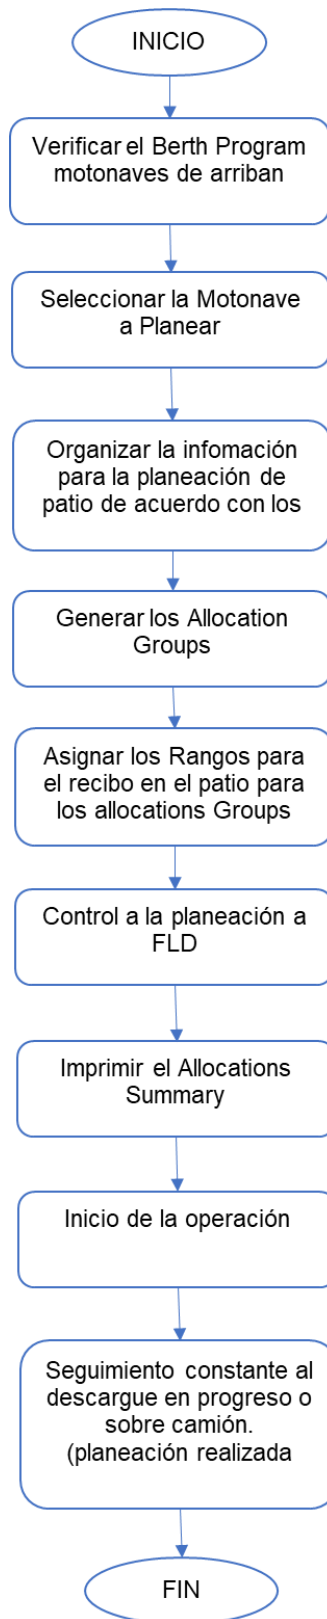 INICIO
Verificar el Berth Program
motonaves de arriban
Seleccionar la Motonave
a Planear
Organizar la infomación
para la planeación de
patio de acuerdo con los
Generar los Allocation
Groups
Asignar los Rangos para
el recibo en el patio para
los allocations Groups
Control a la planeación a
FLD
Imprimir el Allocations
Summary
Inicio de la operación
Seguimiento constante al
descargue en progreso o
sobre camión.
(planeación realizada
FIN